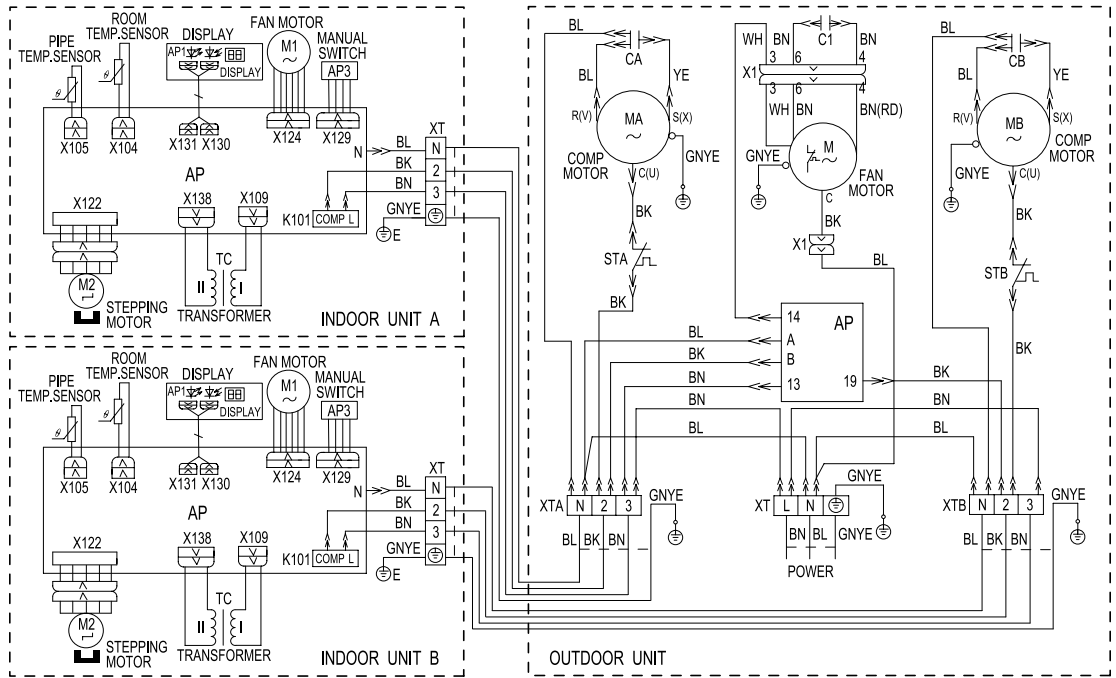 ROOM
TEMP.SENSOR
PIPE
TEMP.SENSOR
DISPLAY
AP1
DISPLAY
FAN MOTOR
M1
MANUAL
SWITCH
AP3
θ
θ
X105
X104
X131
X130
X124
X129
XT
N
BL
N
BK
2
BN
3
GNYE
E
AP
X122
X138
X109
K101
COMP L
TC
II
I
M2
STEPPING
MOTOR
TRANSFORMER
INDOOR UNIT A
ROOM
TEMP.SENSOR
PIPE
TEMP.SENSOR
DISPLAY
AP1
DISPLAY
FAN MOTOR
M1
MANUAL
SWITCH
AP3
θ
θ
X105
X104
X131
X130
X124
X129
XT
N
BL
N
BK
2
BN
3
GNYE
E
AP
X122
X138
X109
K101
COMP L
TC
II
I
M2
STEPPING
MOTOR
TRANSFORMER
INDOOR UNIT B
BL
CA
BL
YE
R(V)
S(X)
MA
COMP
MOTOR
GNYE
C(U)
BK
STA
BK
WH
BN
C1
BN
3
6
4
X1
3
6
4
WH
BN
BN(RD)
M
GNYE
FAN
MOTOR
C
BK
X1
BL
BL
CB
BL
YE
R(V)
S(X)
MB
COMP
MOTOR
GNYE
C(U)
BK
STB
BK
14
AP
A
B
13
19
BL
BK
BN
BN
BL
BK
BN
BL
XTA
N
2
3
GNYE
BL
BK
BN
XT
L
N
GNYE
BN
BL
GNYE
POWER
XTB
N
2
3
GNYE
BL
BK
BN
OUTDOOR UNIT